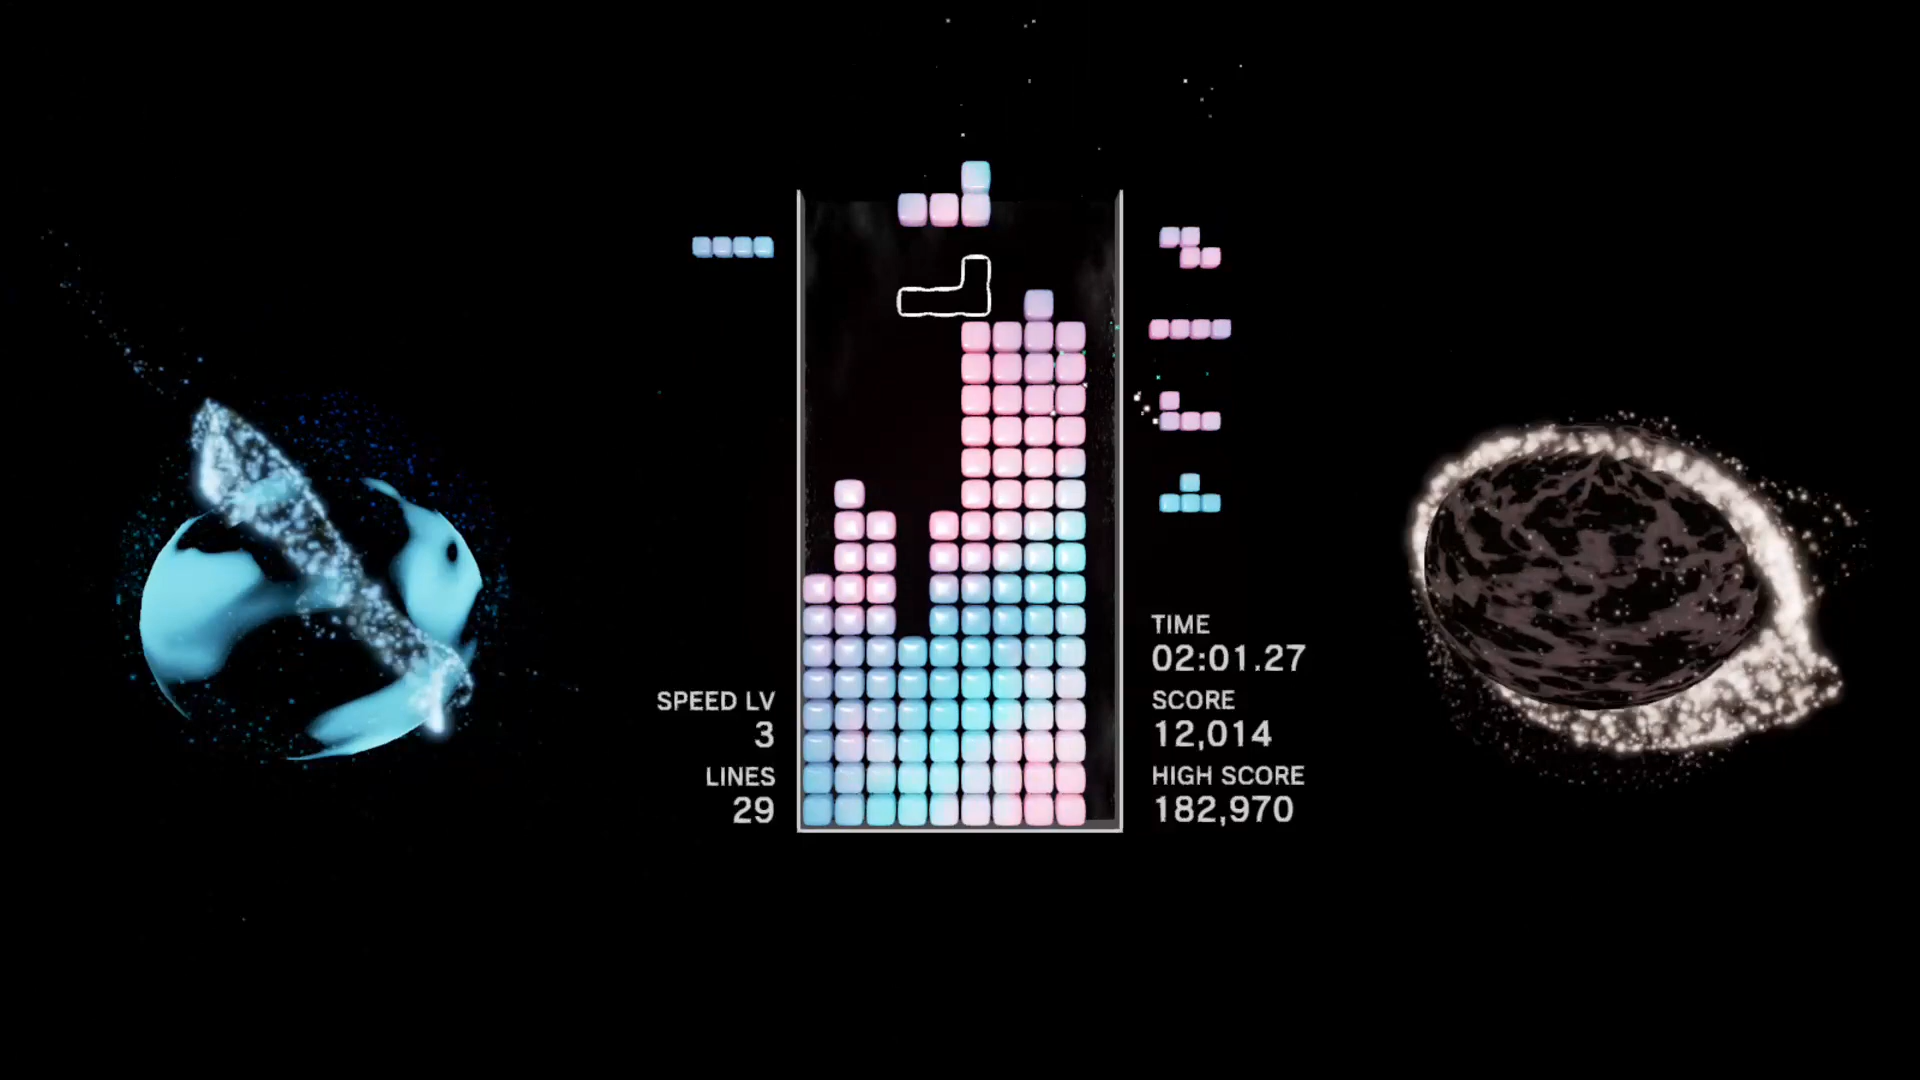 SPEED LV
3
LINES
29
TIME
02:01.27
SCORE
12,014
HIGH SCORE
182,970